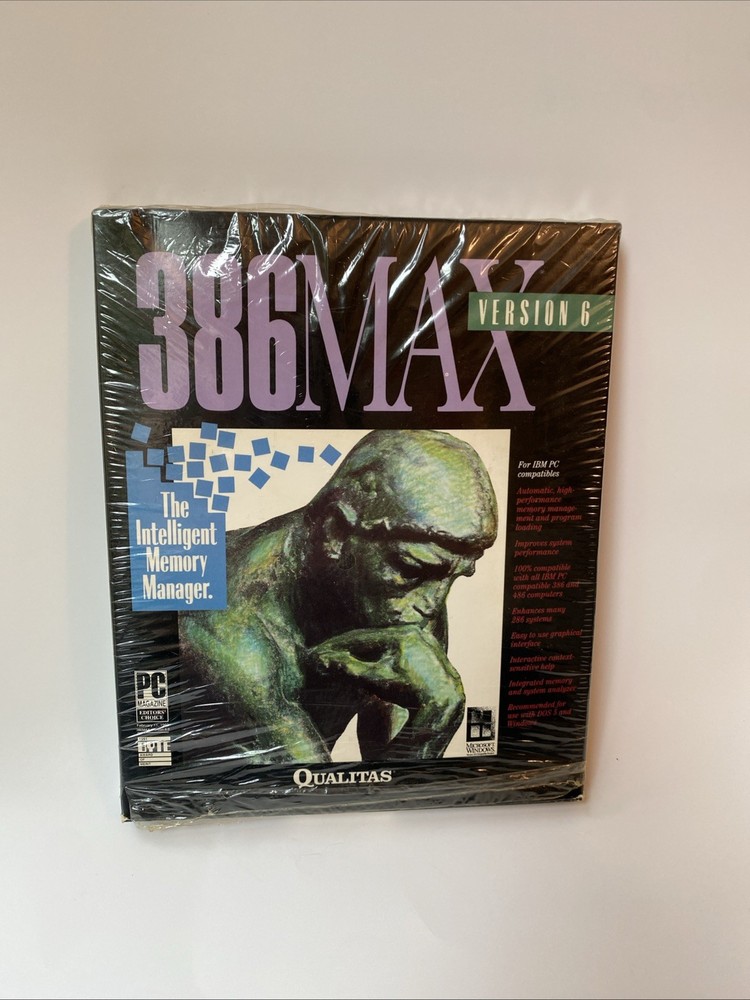 386MAX
VERSION 6
For IBM PC
compatibles
Automatic, high-
performance
memory manage-
ment and program
loading
Improves system
performance
100% compatible
with all IBM PC
compatible 386 and
486 computers
Enhances many
286 systems
Easy to use graphical
interface
Interactive context-
sensitive help
Integrated memory
and system analyzer
Recommended for
use with DOS 5 and
Windows
The
Intelligent
Memory
Manager.
PC
MAGAZINE
EDITORS'
CHOICE
BYTE
MICROSOFT
WINDOWS
QUALITAS